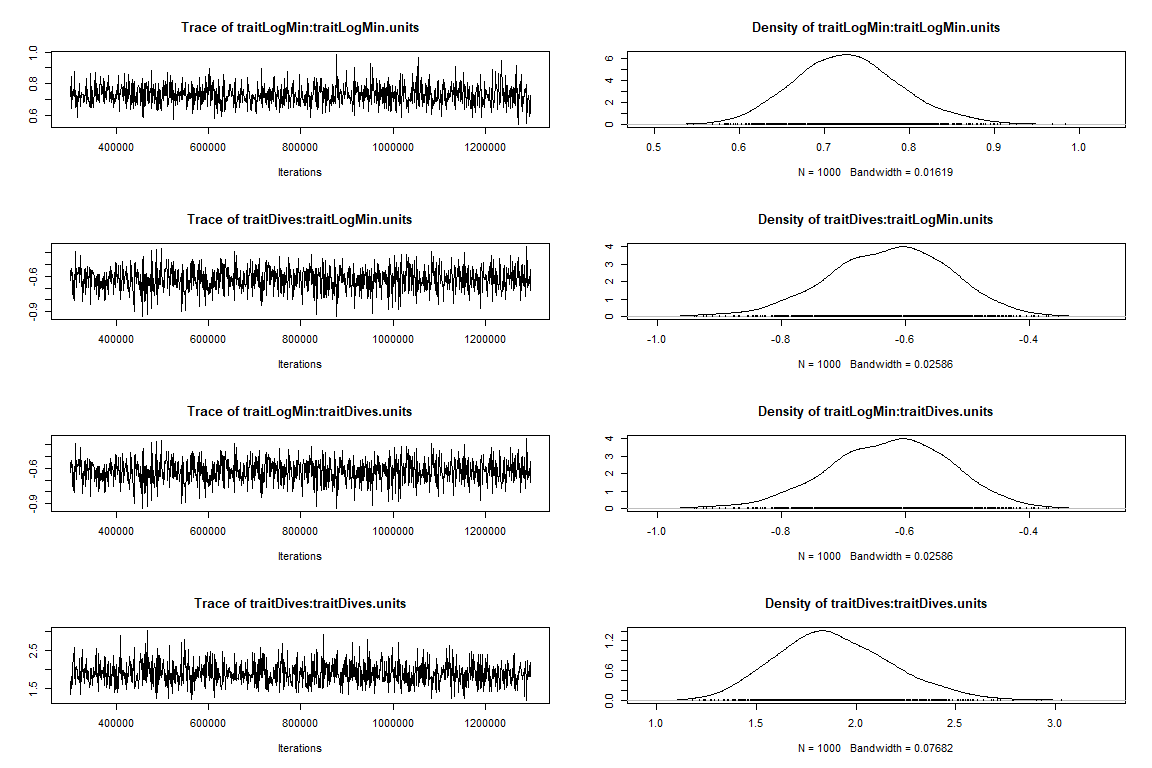 Trace of traitLogMin:traitLogMin.units
1.0
0.8
0.6
400000 600000 800000 1000000 1200000
Iterations
Density of traitLogMin:traitLogMin.units
6
4
2
0
0.5 0.6 0.7 0.8 0.9 1.0
N = 1000 Bandwidth = 0.01619
Trace of traitDives:traitLogMin.units
-0.6
-0.9
400000 600000 800000 1000000 1200000
Iterations
Density of traitDives:traitLogMin.units
4
3
2
1
0
-1.0 -0.8 -0.6 -0.4
N = 1000 Bandwidth = 0.02586
Trace of traitLogMin:traitDives.units
-0.6
-0.9
400000 600000 800000 1000000 1200000
Iterations
Density of traitLogMin:traitDives.units
4
3
2
1
0
-1.0 -0.8 -0.6 -0.4
N = 1000 Bandwidth = 0.02586
Trace of traitDives:traitDives.units
2.5
1.5
400000 600000 800000 1000000 1200000
Iterations
Density of traitDives:traitDives.units
1.2
0.6
0.0
1.0 1.5 2.0 2.5 3.0
N = 1000 Bandwidth = 0.07682